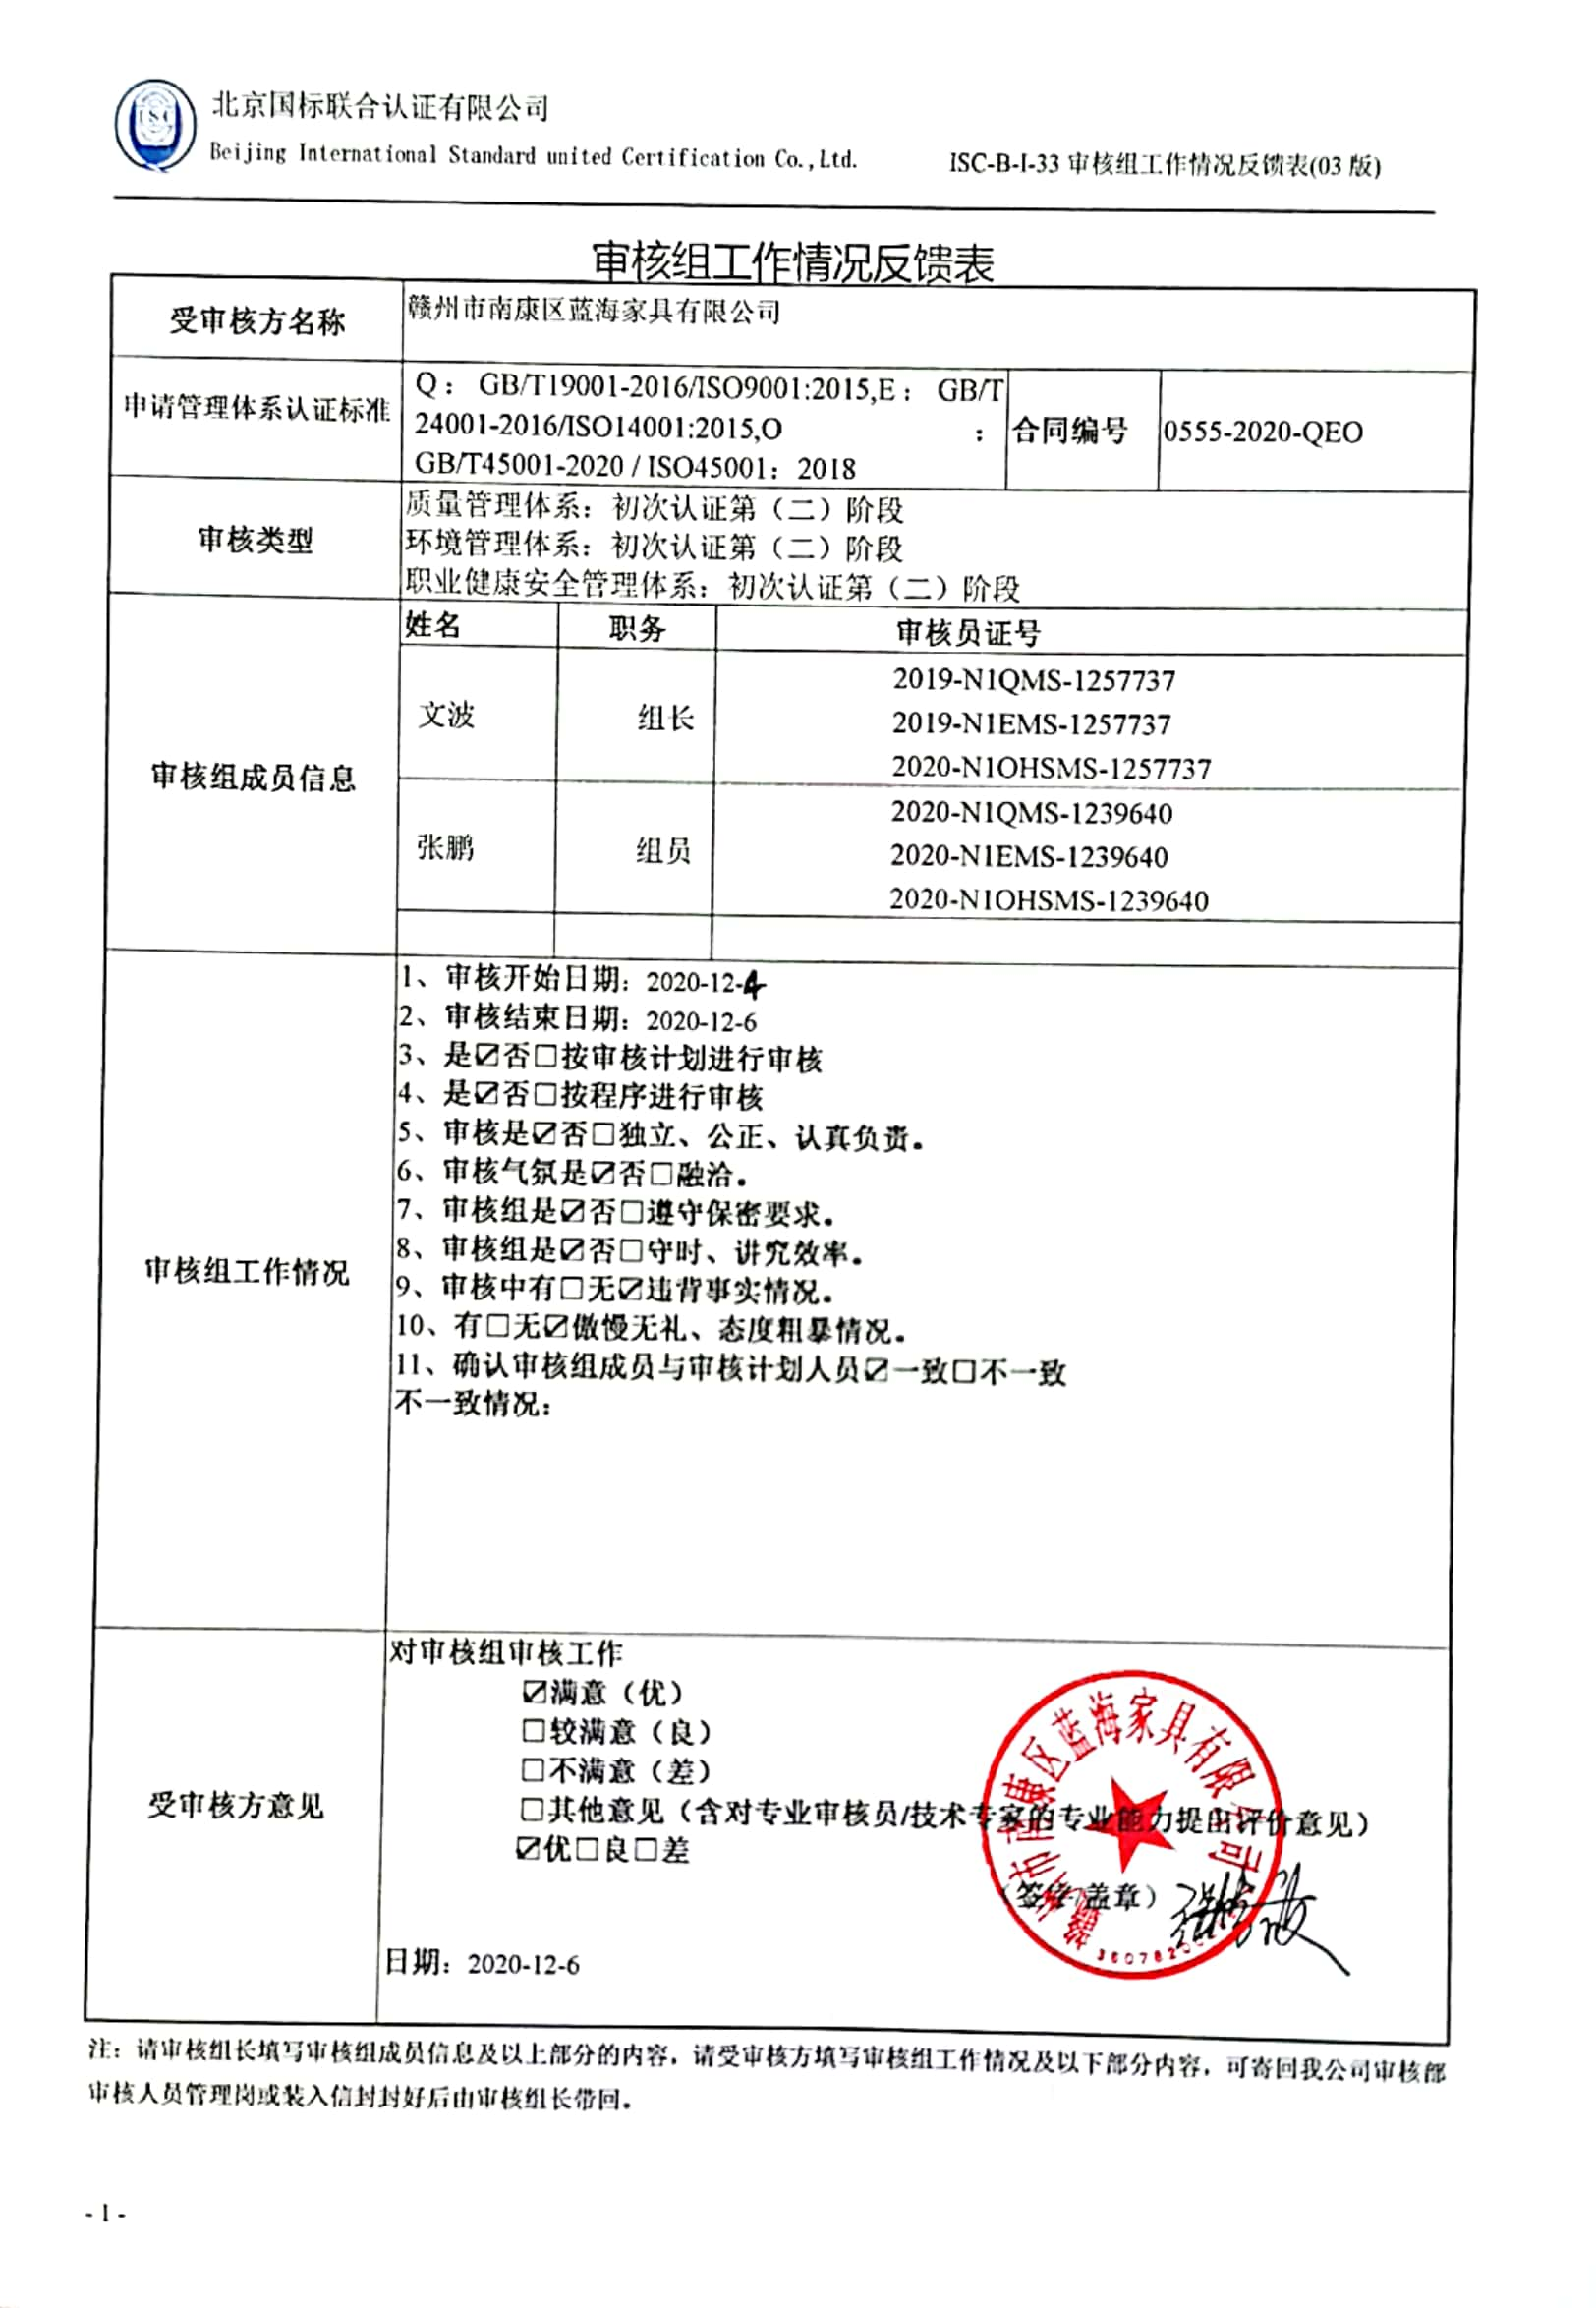 北京国标联合认证有限公司
Beijing International Standard united Certification Co.,Ltd.
ISC-B-I-33 审核组工作情况反馈表(03 版)
审核组工作情况反馈表
受审核方名称
赣州市南康区蓝海家具有限公司
申请管理体系认证标准
Q： GB/T19001-2016/ISO9001:2015,E： GB/T
24001-2016/ISO14001:2015,O ：
GB/T45001-2020 / ISO45001：2018
合同编号
0555-2020-QEO
审核类型
质量管理体系：初次认证第（二）阶段
环境管理体系：初次认证第（二）阶段
职业健康安全管理体系：初次认证第（二）阶段
审核组成员信息
姓名 职务 审核员证号
文波 组长
2019-N1QMS-1257737
2019-N1EMS-1257737
2020-N1OHSMS-1257737
张鹏 组员
2020-N1QMS-1239640
2020-N1EMS-1239640
2020-N1OHSMS-1239640
审核组工作情况
1、审核开始日期：2020-12-4
2、审核结束日期：2020-12-6
3、是☑否□按审核计划进行审核
4、是☑否□按程序进行审核
5、审核是☑否□独立、公正、认真负责。
6、审核气氛是☑否□融洽。
7、审核组是☑否□遵守保密要求。
8、审核组是☑否□守时、讲究效率。
9、审核中有□无☑违背事实情况。
10、有□无☑傲慢无礼、态度粗暴情况。
11、确认审核组成员与审核计划人员☑一致□不一致
不一致情况：
受审核方意见
对审核组审核工作
☑满意（优）
□较满意（良）
□不满意（差）
□其他意见（含对专业审核员/技术专家的专业能力提出评价意见）
☑优□良□差
（签字/盖章）
赣州市南康区蓝海家具有限公司
日期：2020-12-6
注：请审核组长填写审核组成员信息及以上部分的内容，请受审核方填写审核组工作情况及以下部分内容，可寄回我公司审核部
审核人员管理岗或装入信封封好后由审核组长带回。
- 1 -